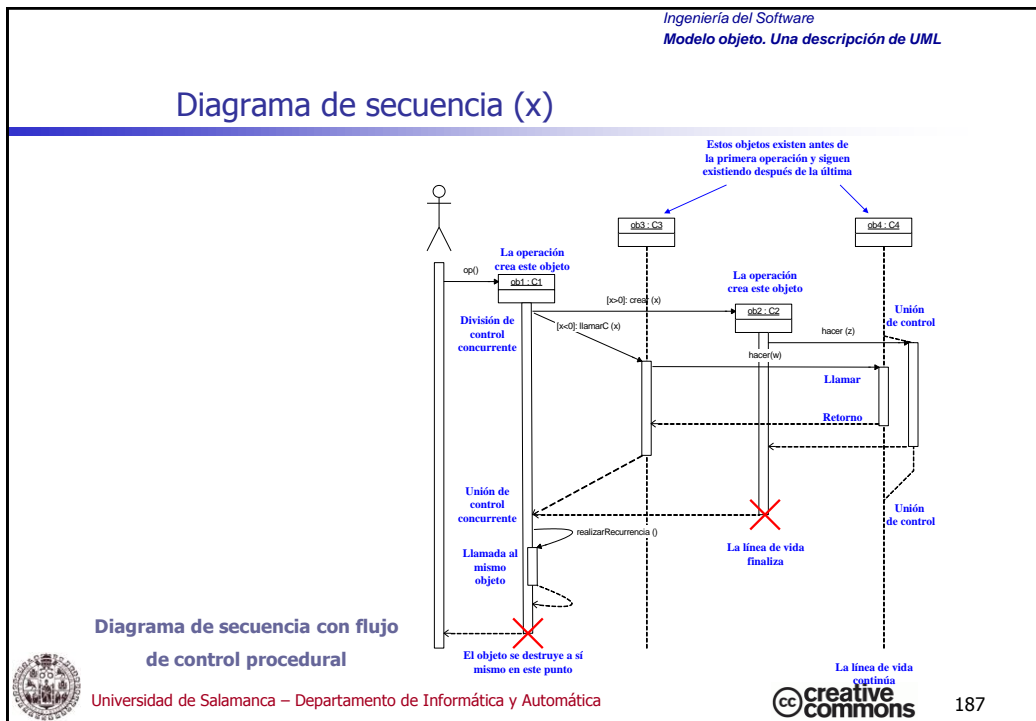 Ingeniería del Software
Modelo objeto. Una descripción de UML
Diagrama de secuencia (x)
Estos objetos existen antes de
la primera operación y siguen
existiendo después de la última
ob3 : C3
ob4 : C4
La operación
crea este objeto
op()
ob1 : C1
La operación
crea este objeto
[x>0]: crear (x)
ob2 : C2
Unión
de control
División de
control
concurrente
[x<0]: llamarC (x)
hacer (z)
hacer(w)
Llamar
Retorno
Unión de
control
concurrente
Unión
de control
realizarRecurrencia ()
Llamada al
mismo
objeto
La línea de vida
finaliza
Diagrama de secuencia con flujo
de control procedural
El objeto se destruye a sí
mismo en este punto
La línea de vida
continúa
Universidad de Salamanca – Departamento de Informática y Automática
cc creative
commons
187